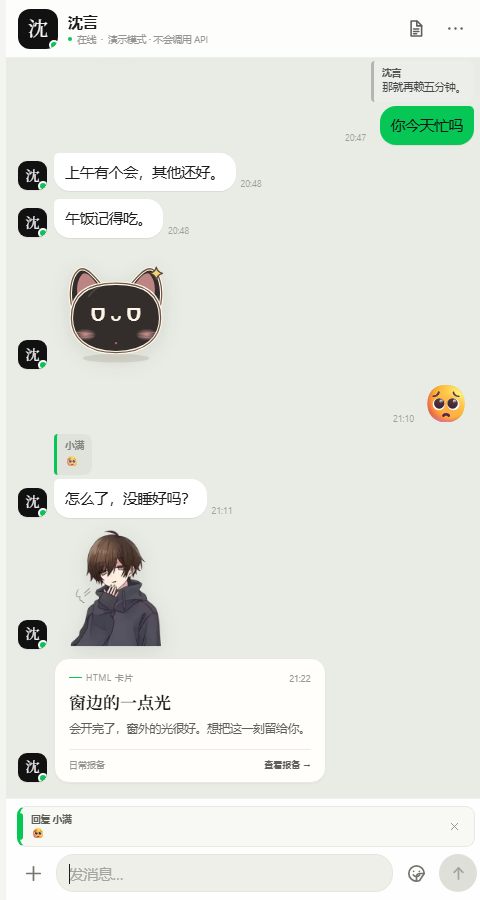 沈
沈言
在线 · 演示模式 · 不会调用 API
沈言
那就再赖五分钟。
20:47
你今天忙吗
沈
上午有个会，其他还好。
20:48
沈
午饭记得吃。
20:48
沈
21:10
小满
沈
怎么了，没睡好吗？
21:11
沈
HTML 卡片
21:22
窗边的一点光
会开完了，窗外的光很好。想把这一刻留给你。
沈
日常报备
查看报备 →
回复 小满
发消息...